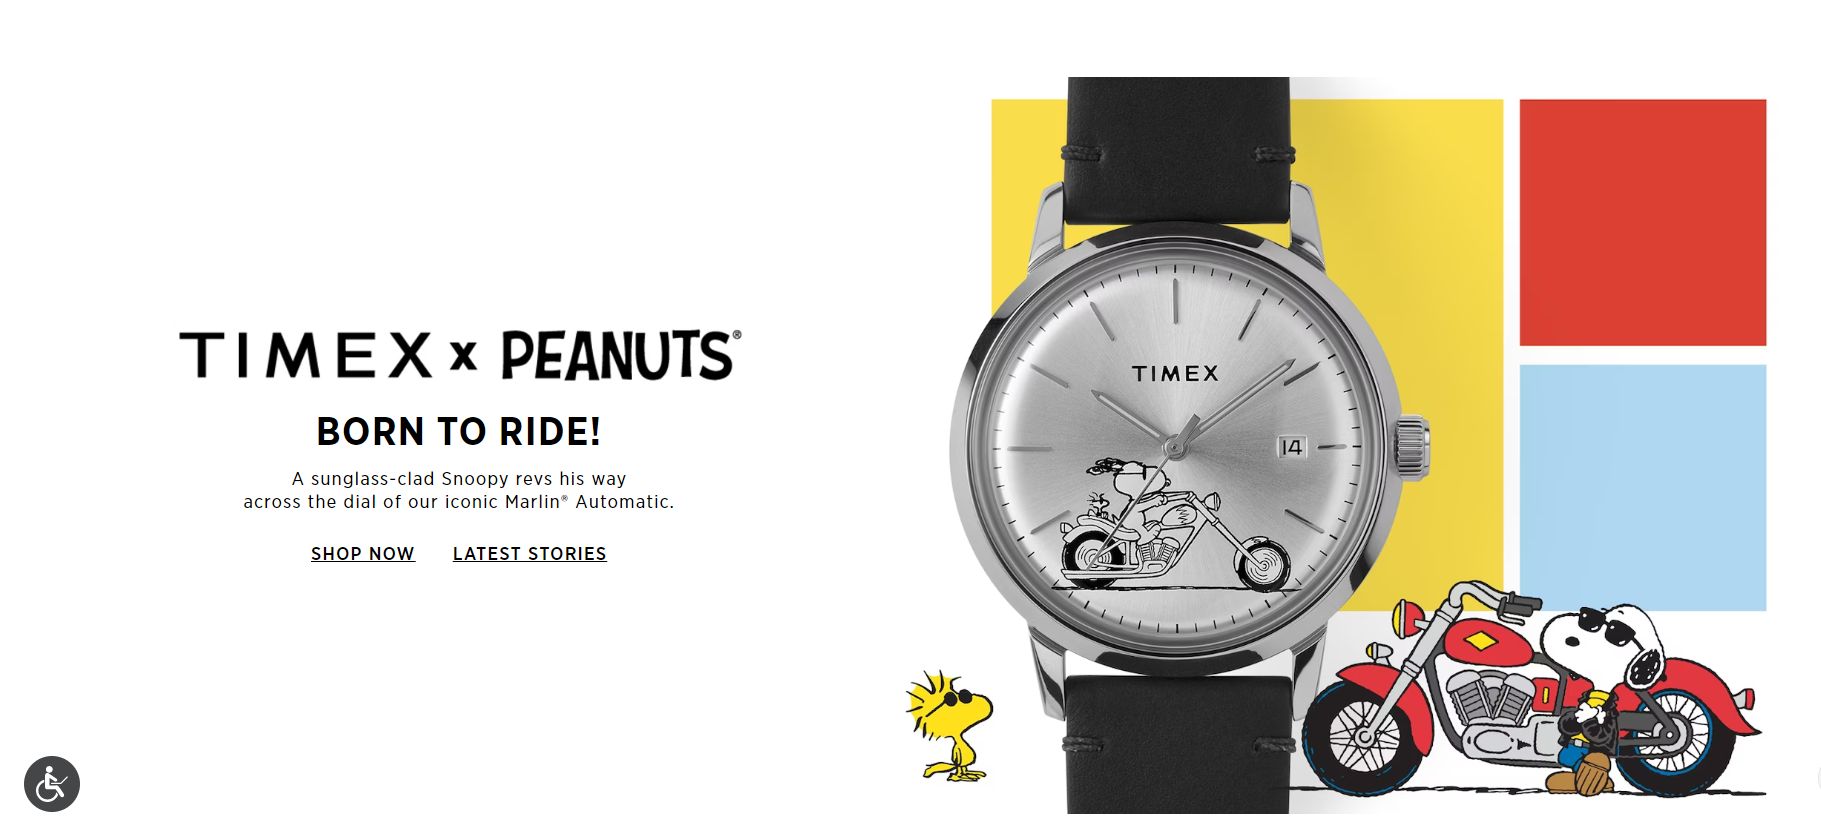 TIMEX x PEANUTS®
BORN TO RIDE!
A sunglass-clad Snoopy revs his way
across the dial of our iconic Marlin® Automatic.
SHOP NOW LATEST STORIES
TIMEX
14